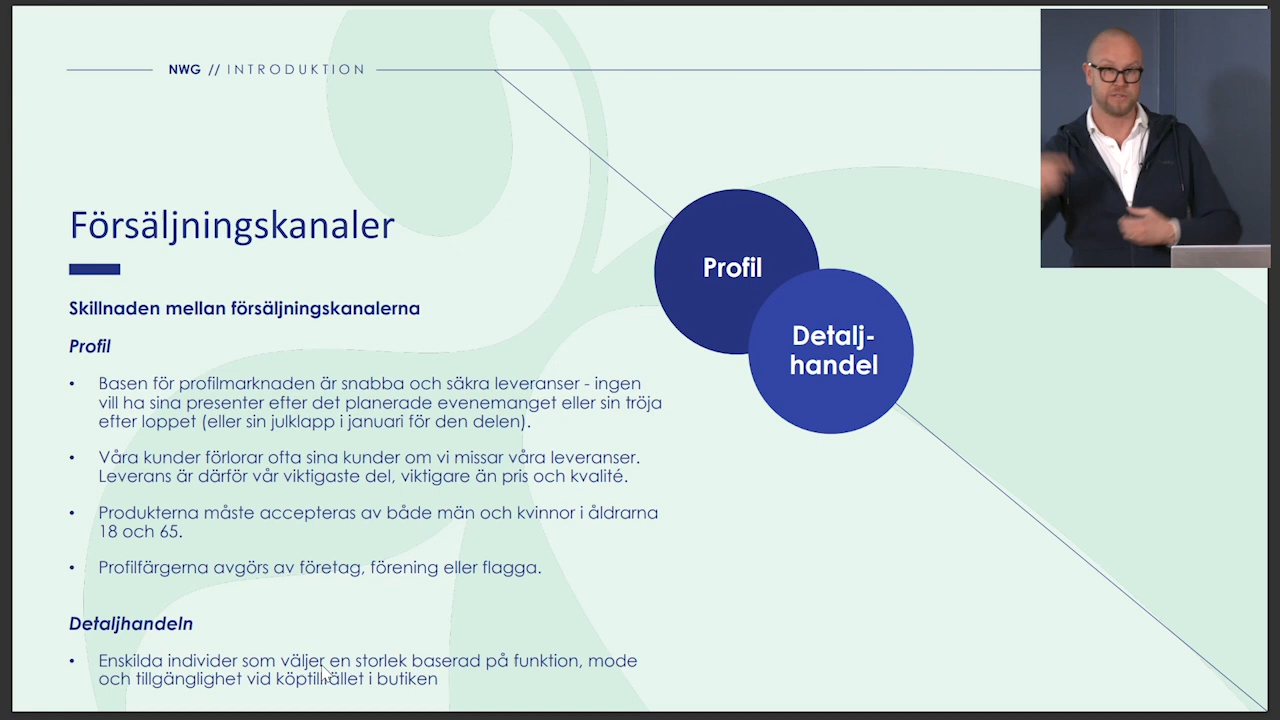 NWG // INTRODUKTION
Försäljningskanaler
Skillnaden mellan försäljningskanalerna
Profil
• Basen för profilmarknaden är snabba och säkra leveranser - ingen
vill ha sina presenter efter det planerade evenemanget eller sin tröja
efter loppet (eller sin julklapp i januari för den delen).
• Våra kunder förlorar ofta sina kunder om vi missar våra leveranser.
Leverans är därför vår viktigaste del, viktigare än pris och kvalité.
• Produkterna måste accepteras av både män och kvinnor i åldrarna
18 och 65.
• Profilfärgerna avgörs av företag, förening eller flagga.
Detaljhandeln
• Enskilda individer som väljer en storlek baserad på funktion, mode
och tillgänglighet vid köptillhället i butiken
Profil
Detalj-
handel